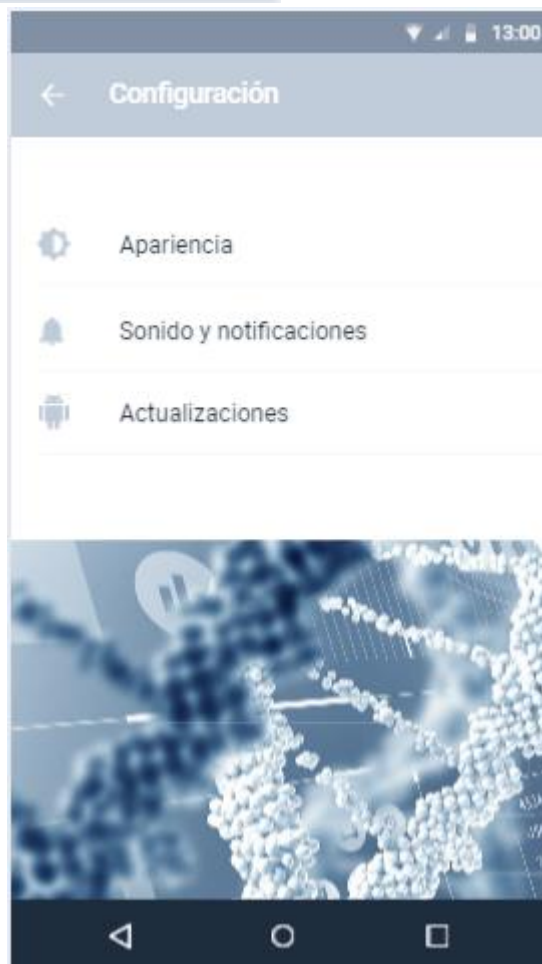 13:00
Configuración
Apariencia
Sonido y notificaciones
Actualizaciones